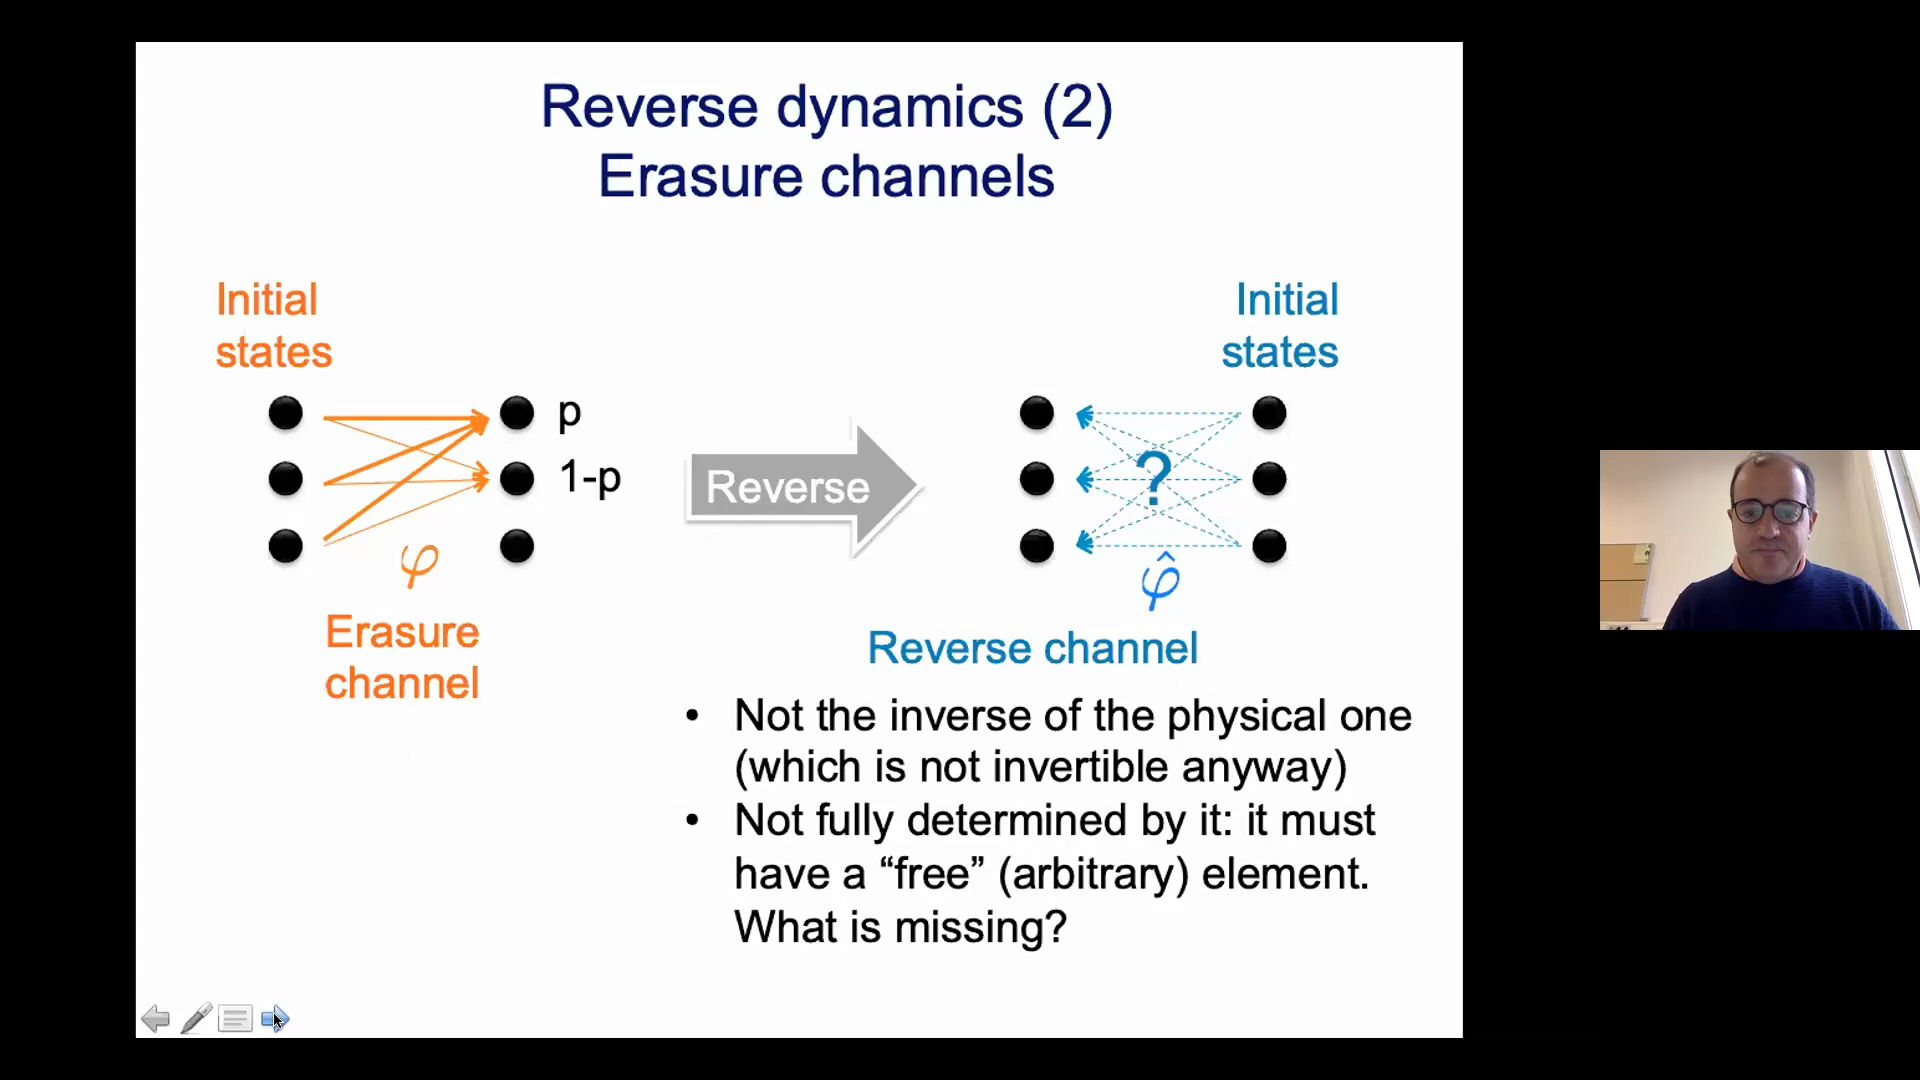 Reverse dynamics (2)
Erasure channels
Initial
states
p
1-p
φ
Erasure
channel
Reverse
Initial
states
?
φ̂
Reverse channel
• Not the inverse of the physical one
(which is not invertible anyway)
• Not fully determined by it: it must
have a “free” (arbitrary) element.
What is missing?